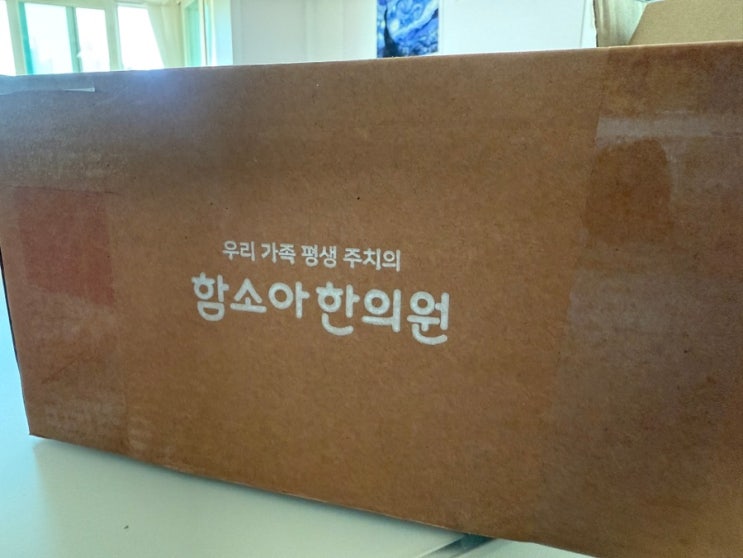 우리 가족 평생 주치의
함소아한의원